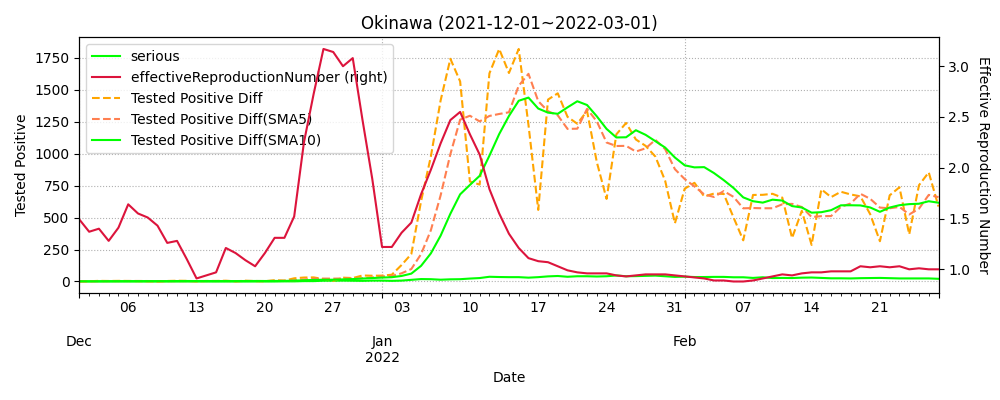 Okinawa (2021-12-01~2022-03-01)
serious
effectiveReproductionNumber (right)
Tested Positive Diff
Tested Positive Diff(SMA5)
Tested Positive Diff(SMA10)
Tested Positive
1750
1500
1250
1000
750
500
250
0
3.0
2.5
2.0
1.5
1.0
Effective Reproduction Number
06 13 20 27 03 10 17 24 31 07 14 21
Dec Jan Feb
2022
Date